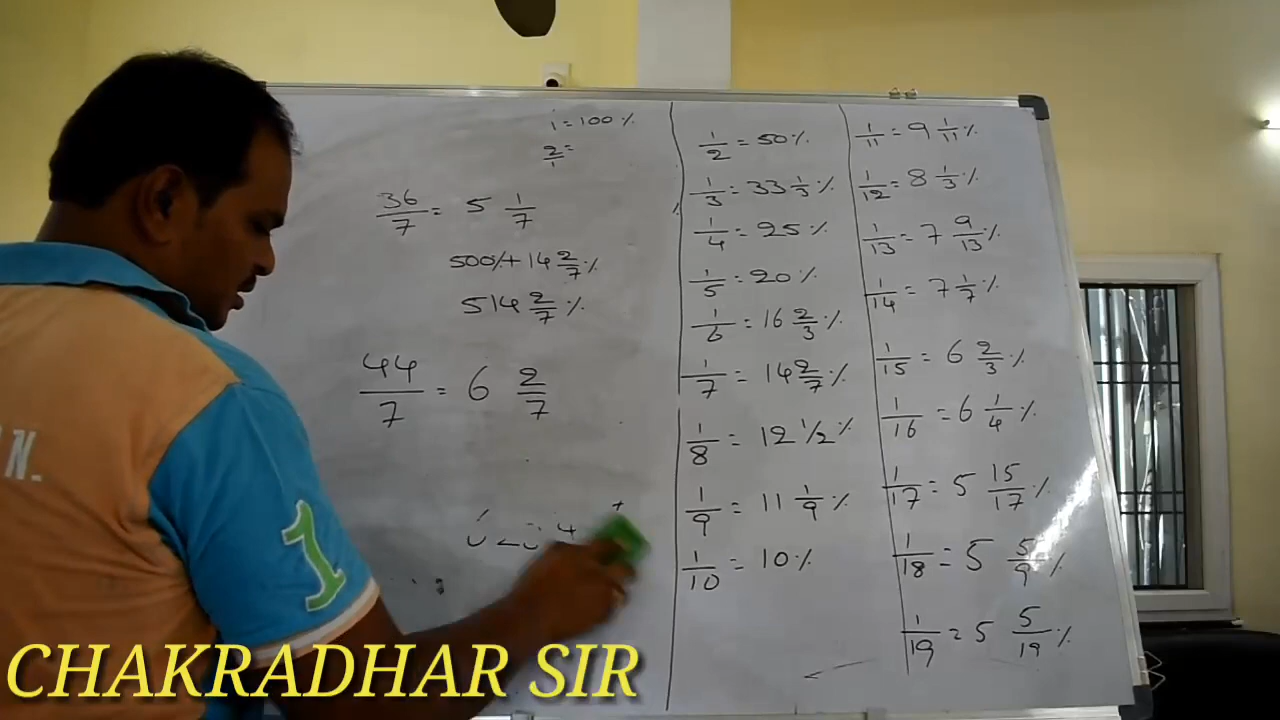 1 = 100%
2/1 =
36/7 = 5 1/7
500% + 14 2/7 %
514 2/7 %
44/7 = 6 2/7
1/2 = 50%
1/3 = 33 1/3 %
1/4 = 25%
1/5 = 20%
1/6 = 16 2/3 %
1/7 = 14 2/7 %
1/8 = 12 1/2 %
1/9 = 11 1/9 %
1/10 = 10%
1/11 = 9 1/11 %
1/12 = 8 1/3 %
1/13 = 7 9/13 %
1/14 = 7 1/7 %
1/15 = 6 2/3 %
1/16 = 6 1/4 %
1/17 = 5 15/17 %
1/18 = 5 5/9 %
1/19 = 5 5/19 %
N.
1
CHAKRADHAR SIR